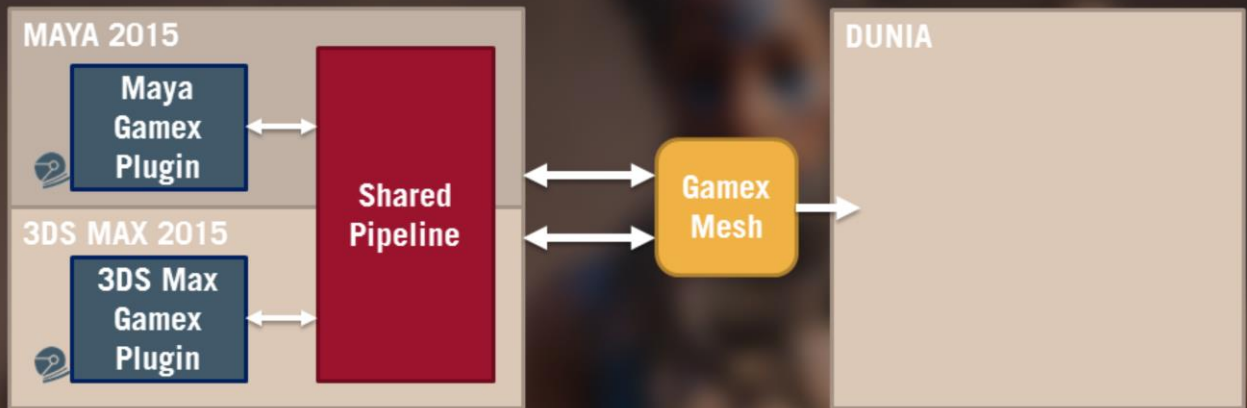 MAYA 2015
Maya
Gamex
Plugin
3DS MAX 2015
3DS Max
Gamex
Plugin
Shared
Pipeline
Gamex
Mesh
DUNIA